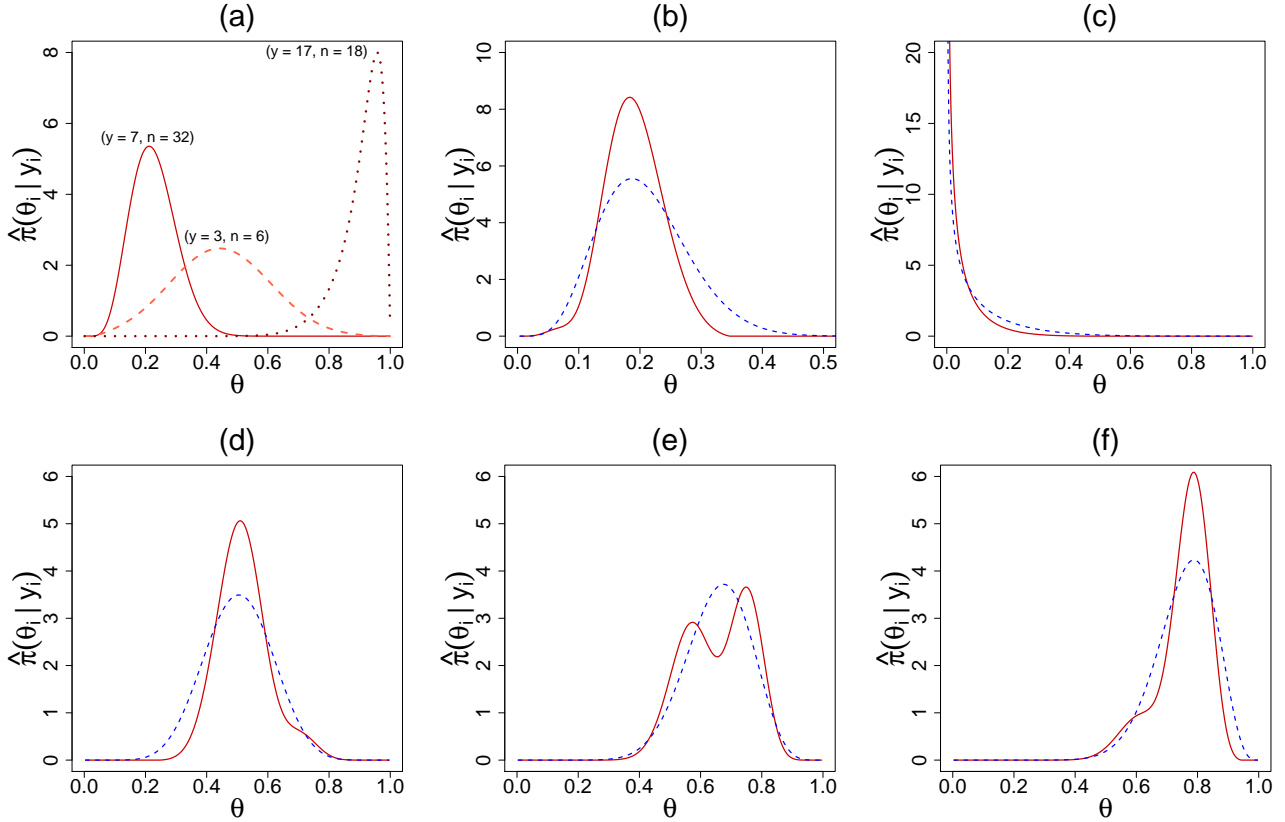 (a)
(b)
(c)
π̂(θi | yi)
0 2 4 6 8
(y = 17, n = 18)
(y = 7, n = 32)
(y = 3, n = 6)
0.0 0.2 0.4 0.6 0.8 1.0
θ
π̂(θi | yi)
0 2 4 6 8 10
0.0 0.1 0.2 0.3 0.4 0.5
θ
π̂(θi | yi)
0 5 10 15 20
0.0 0.2 0.4 0.6 0.8 1.0
θ
(d)
(e)
(f)
π̂(θi | yi)
0 1 2 3 4 5 6
0.0 0.2 0.4 0.6 0.8 1.0
θ
π̂(θi | yi)
0 1 2 3 4 5 6
0.0 0.2 0.4 0.6 0.8 1.0
θ
π̂(θi | yi)
0 1 2 3 4 5 6
0.0 0.2 0.4 0.6 0.8 1.0
θ